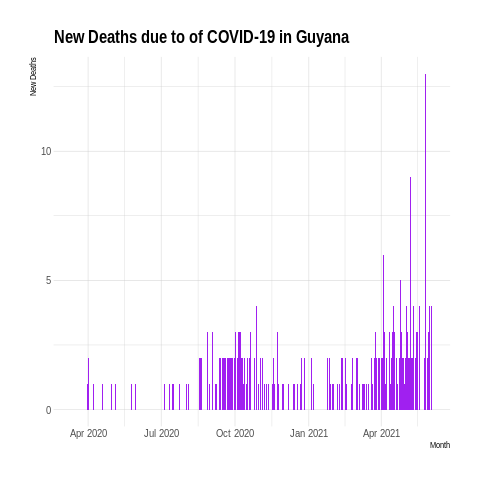 New Deaths due to of COVID-19 in Guyana
New Deaths
10
5
0
Apr 2020 Jul 2020 Oct 2020 Jan 2021 Apr 2021
Month